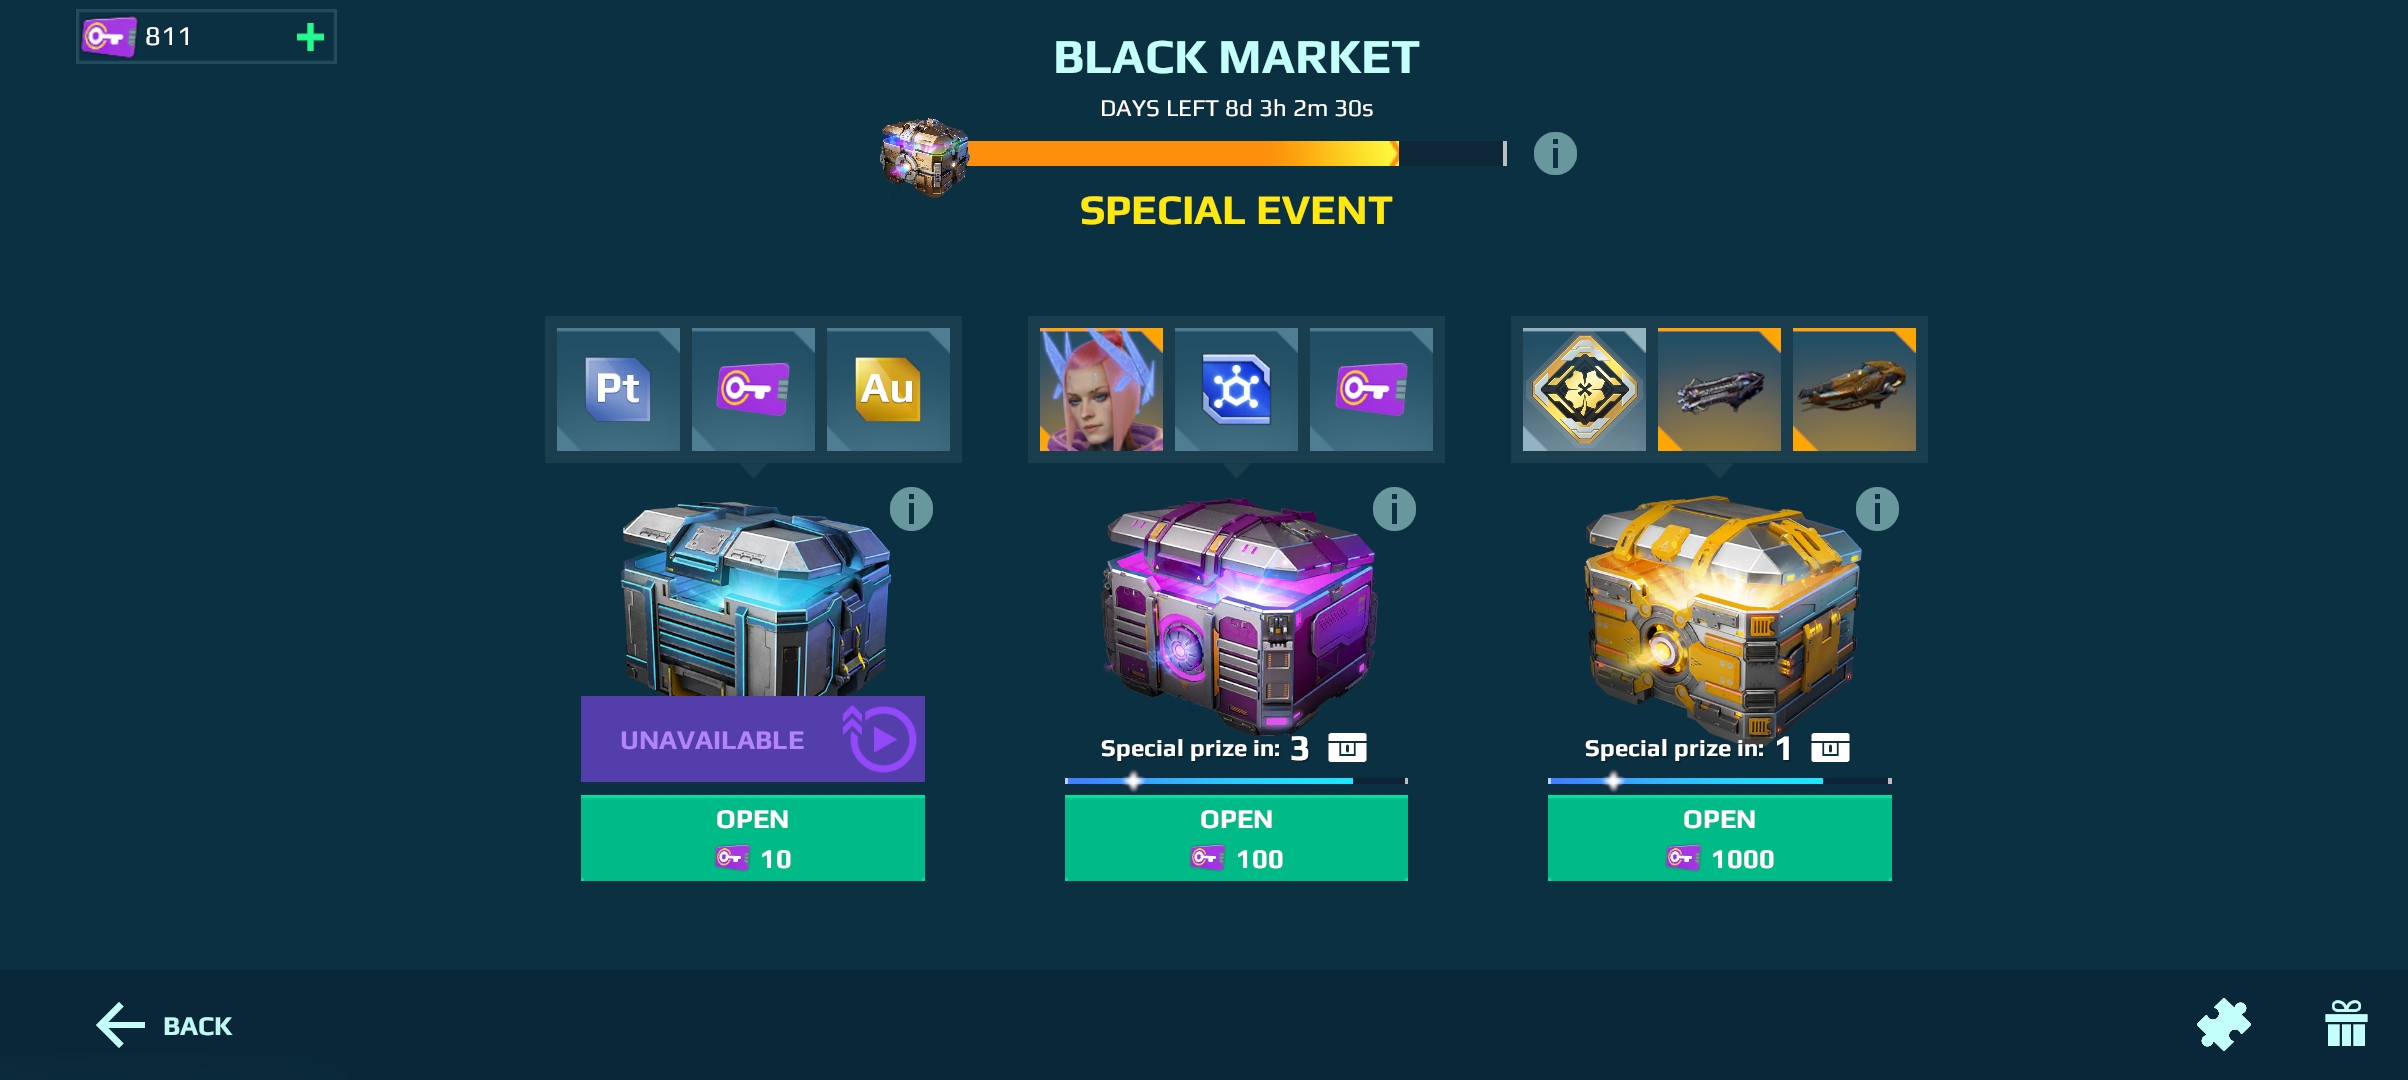 811
BLACK MARKET
DAYS LEFT 8d 3h 2m 30s
SPECIAL EVENT
Pt
Au
UNAVAILABLE
Special prize in: 3
Special prize in: 1
OPEN
10
OPEN
100
OPEN
1000
BACK